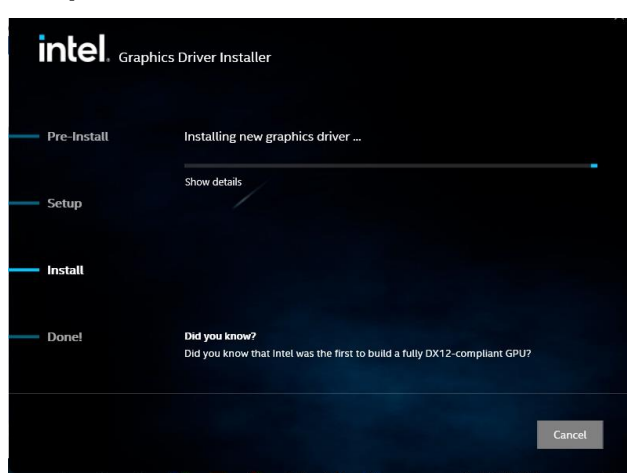 intel. Graphics Driver Installer
Pre-Install
Installing new graphics driver ...
Show details
Setup
Install
Done!
Did you know?
Did you know that Intel was the first to build a fully DX12-compliant GPU?
Cancel